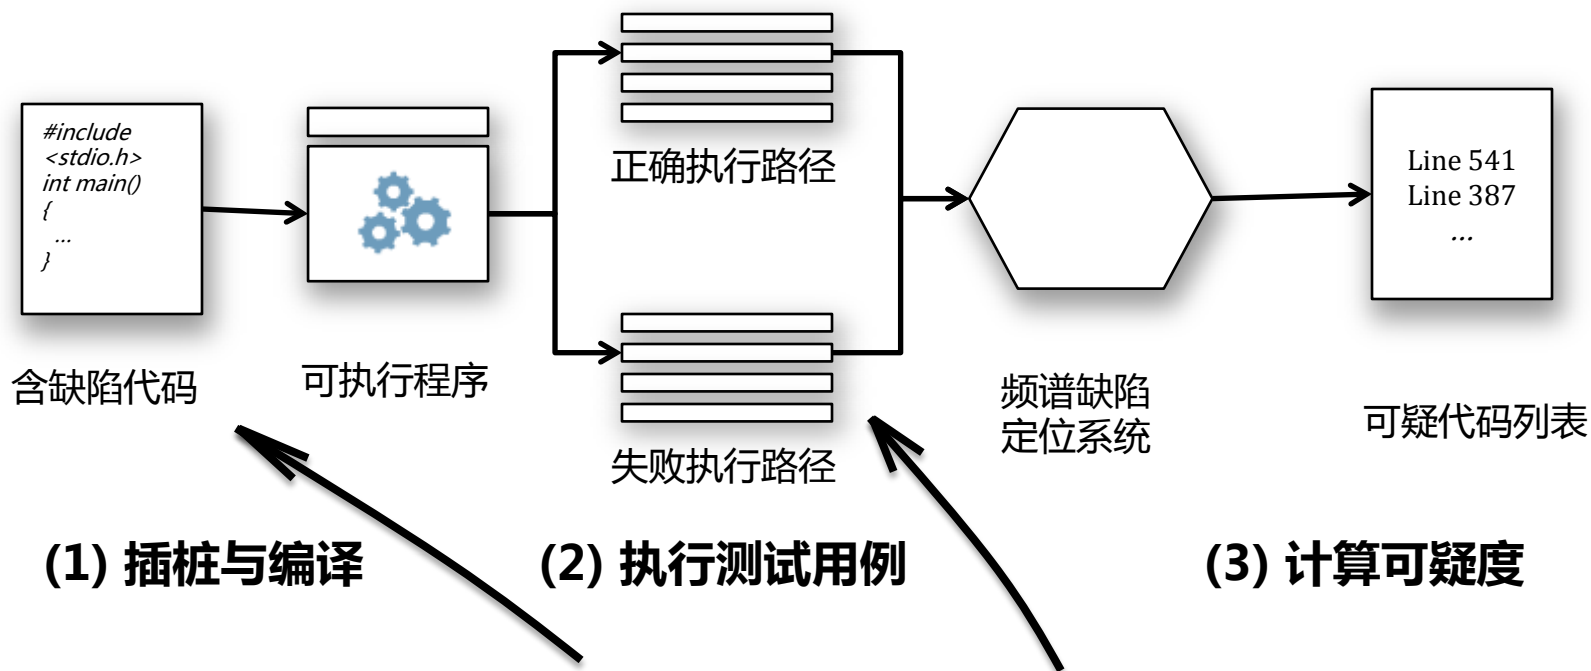 #include
<stdio.h>
int main()
{
...
}
含缺陷代码
可执行程序
正确执行路径
失败执行路径
频谱缺陷
定位系统
Line 541
Line 387
...
可疑代码列表
(1) 插桩与编译
(2) 执行测试用例
(3) 计算可疑度